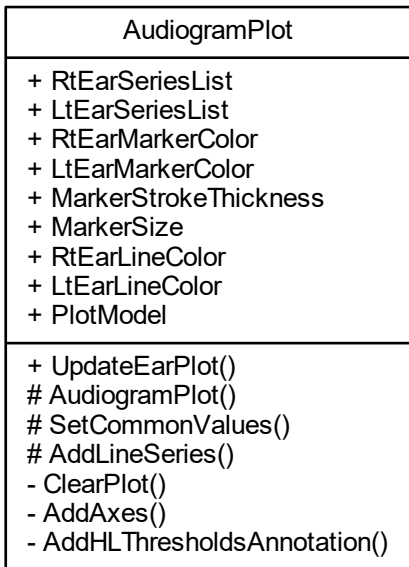 AudiogramPlot
+ RtEarSeriesList
+ LtEarSeriesList
+ RtEarMarkerColor
+ LtEarMarkerColor
+ MarkerStrokeThickness
+ MarkerSize
+ RtEarLineColor
+ LtEarLineColor
+ PlotModel
+ UpdateEarPlot()
# AudiogramPlot()
# SetCommonValues()
# AddLineSeries()
- ClearPlot()
- AddAxes()
- AddHLThresholdsAnnotation()